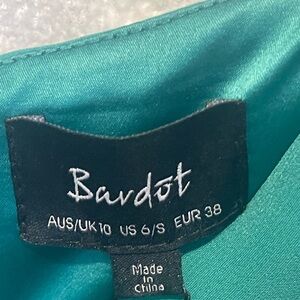 Bardot
AUS/UK 10 US 6/S EUR 38
Made
in
China